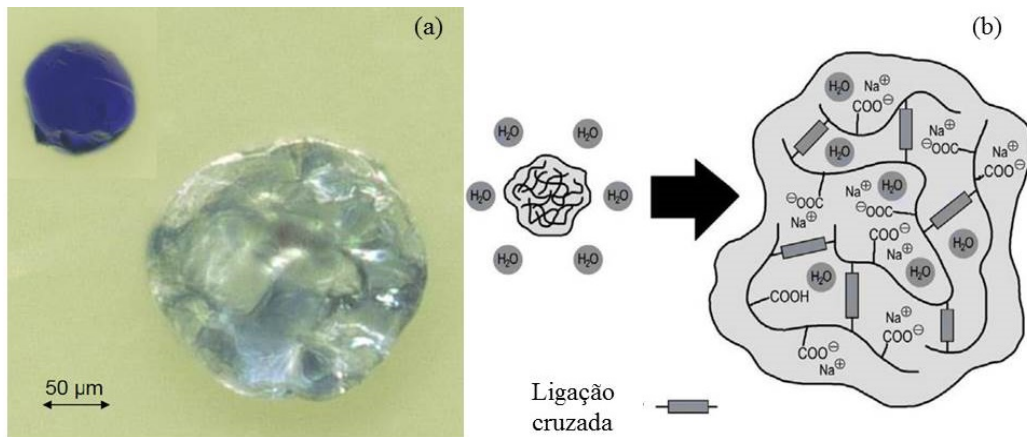 (a)
50 µm
(b)
H₂O
H₂O
H₂O
H₂O
H₂O
H₂O
H₂O
Na⊕
COO⊖
H₂O
Na⊕
⊖OOC
Na⊕
COO⊖
⊖OOC
Na⊕
Na⊕
H₂O
⊖OOC
COO⊖
Na⊕
H₂O
H₂O
H₂O
COOH
Na⊕
COO⊖
COO⊖
Na⊕
Ligação
cruzada